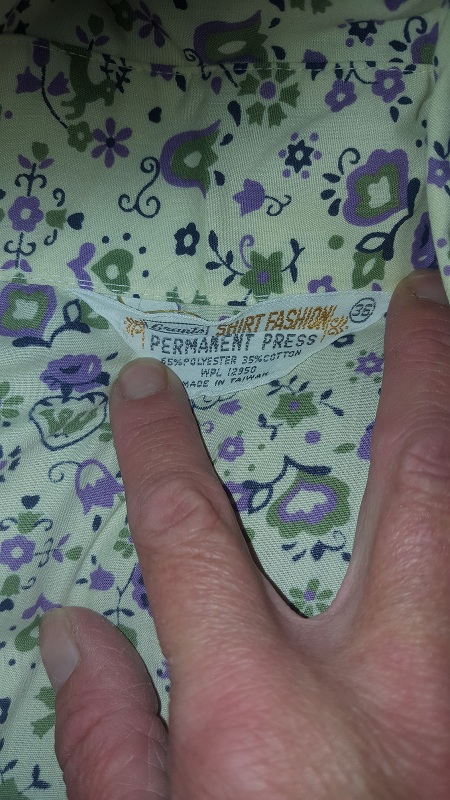 Grants SHIRT FASHION 36
PERMANENT PRESS
65% POLYESTER 35% COTTON
WPL 12950
MADE IN TAIWAN